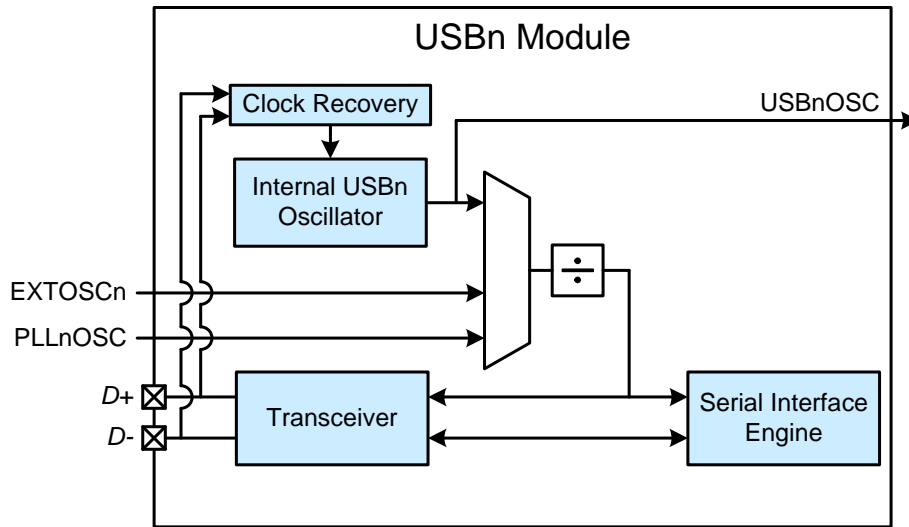 USBn Module
Clock Recovery
USBnOSC
Internal USBn
Oscillator
÷
EXTOSCn
PLLnOSC
D+
D-
Transceiver
Serial Interface
Engine